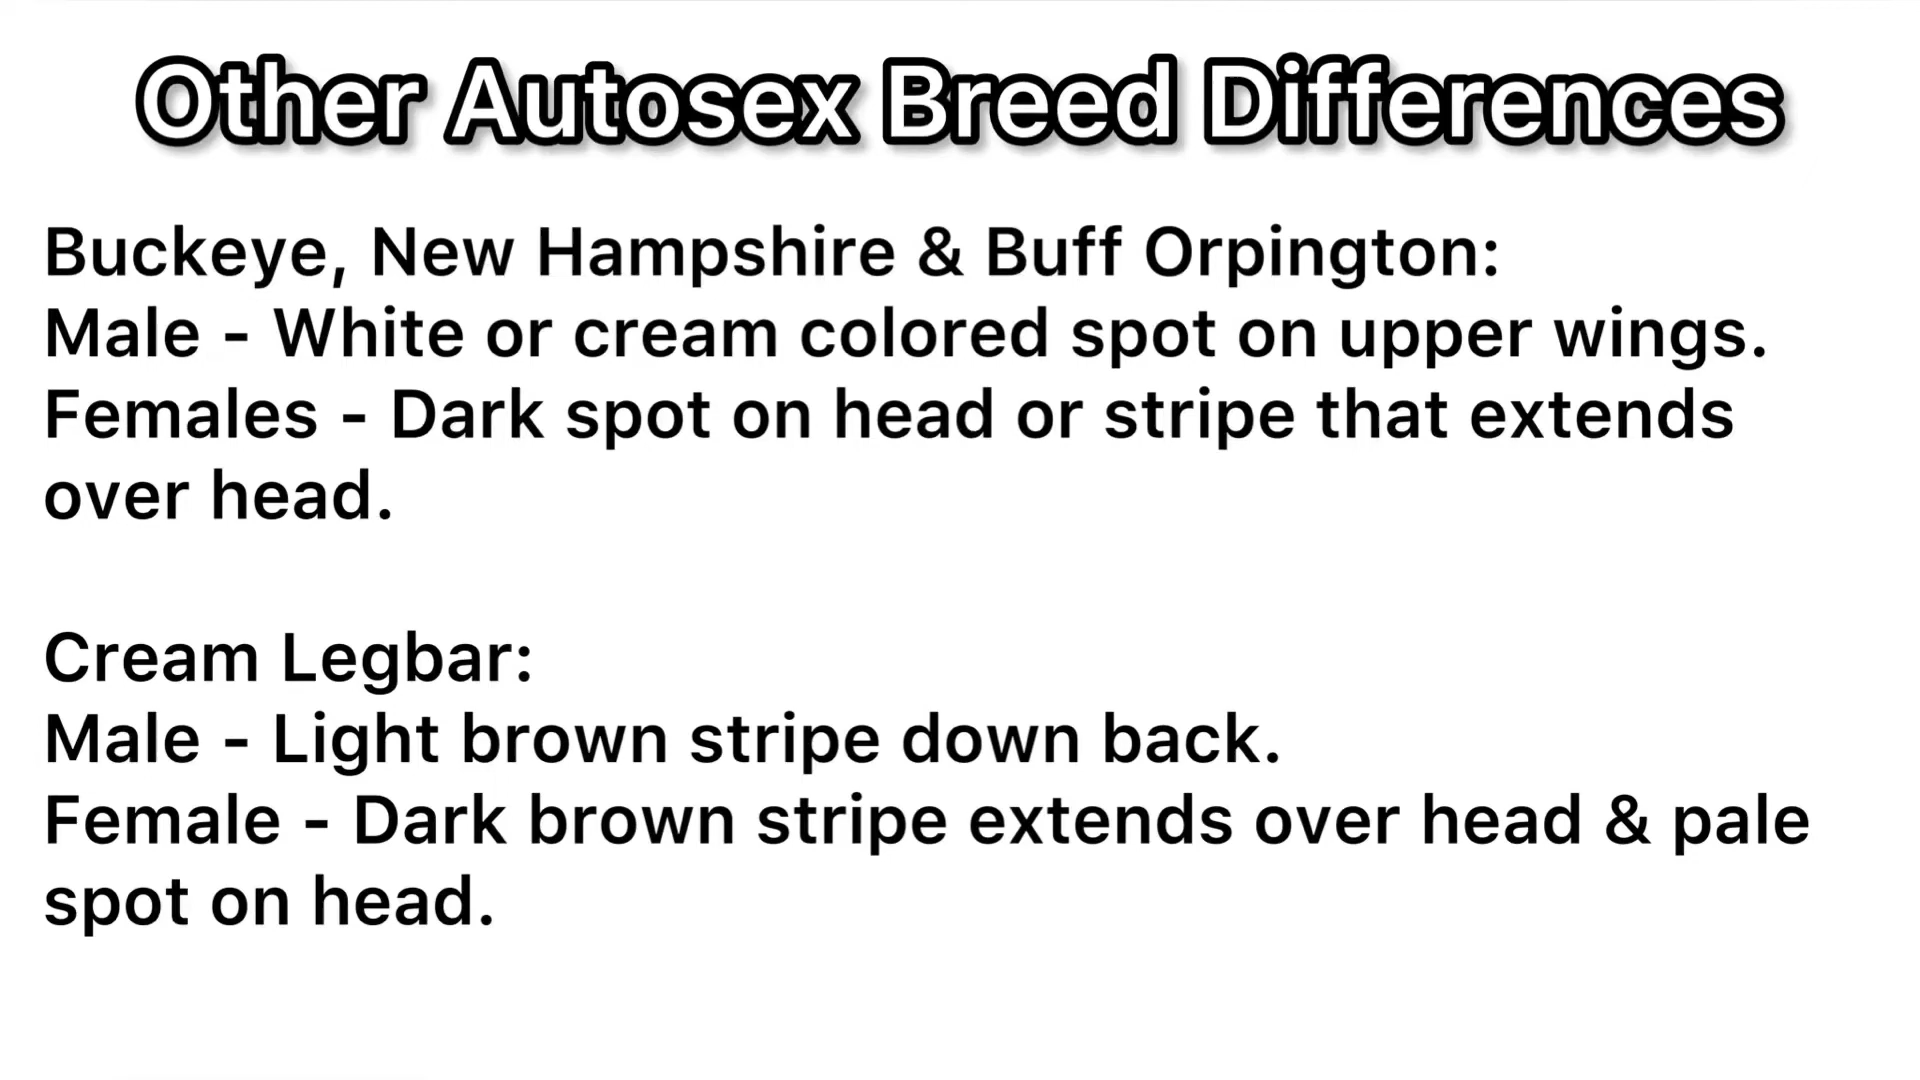 Other Autosex Breed Differences
Buckeye, New Hampshire & Buff Orpington:
Male - White or cream colored spot on upper wings.
Females - Dark spot on head or stripe that extends
over head.
Cream Legbar:
Male - Light brown stripe down back.
Female - Dark brown stripe extends over head & pale
spot on head.